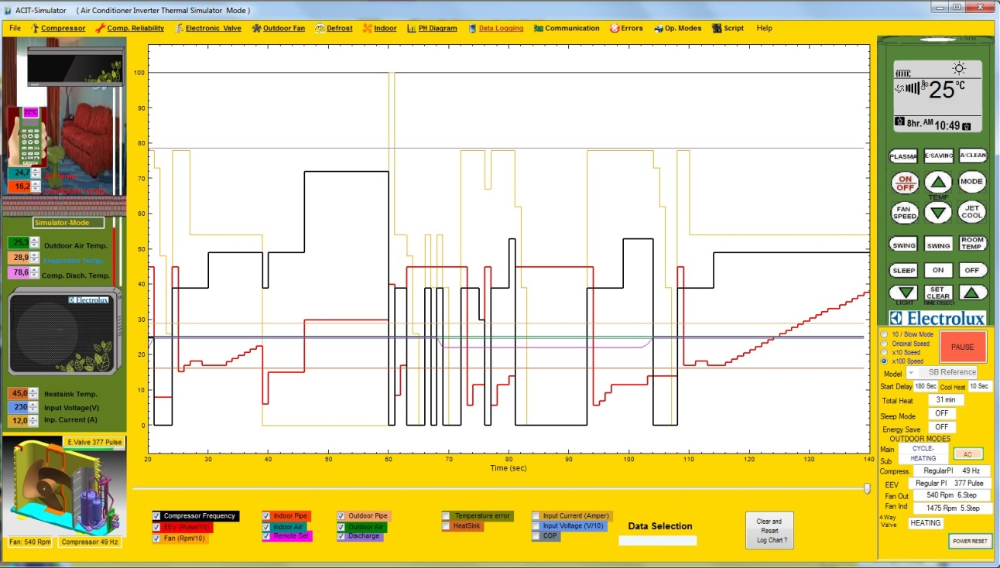 ACIT-Simulator ( Air Conditioner Inverter Thermal Simulator Mode )
File Compressor Comp. Reliability Electronic Valve Outdoor Fan Defrost Indoor PH Diagram Data Logging Communication Errors Op. Modes Script Help
22°C
24,7 Air Temp.
16,2
Simulator-Mode
25,3 Outdoor Air Temp.
28,9 Evaporator Temp.
78,6 Comp. Disch. Temp.
Electrolux
45,0 Heatsink Temp.
230 Input Voltage(V)
12,0 Inp. Current (A)
E.Valve 377 Pulse
Fan: 540 Rpm Compressor 49 Hz
100
90
80
70
60
50
40
30
20
10
0
20 30 40 50 60 70 80 90 100 110 120 130 140
Time (sec)
Compressor Frequency
EEV (Pulse/10)
Fan (Rpm/10)
Indoor Pipe
Indoor Air
Remote Set
Outdoor Pipe
Outdoor Air
Discharge
Temperature error
HeatSink
Input Current (Amper)
Input Voltage (V/10)
COP
Data Selection
Clear and
Resart
Log Chart ?
25°C
8hr. AM 10:49
PLASMA E/SAVING A/CLEAN
ON OFF MODE
TEMP
FAN SPEED JET COOL
SWING SWING ROOM TEMP
SLEEP ON OFF
LIGHT SET CLEAR
TIME(3SEC)
Electrolux
10 / Slow Mode
Original Speed
x10 Speed
x100 Speed
PAUSE
Model SB Reference
Start Delay 180 Sec Cool Heat 10 Sec
Total Heat 31 min
Sleep Mode OFF
Energy Save OFF
OUTDOOR MODES
Main CYCLE-
Sub HEATING AC
Compress. RegularPI 49 Hz
EEV Regular PI 377 Pulse
Fan Out 540 Rpm 6.Step
Fan Ind 1475 Rpm 5.Step
4 Way
Valve HEATING
POWER RESET